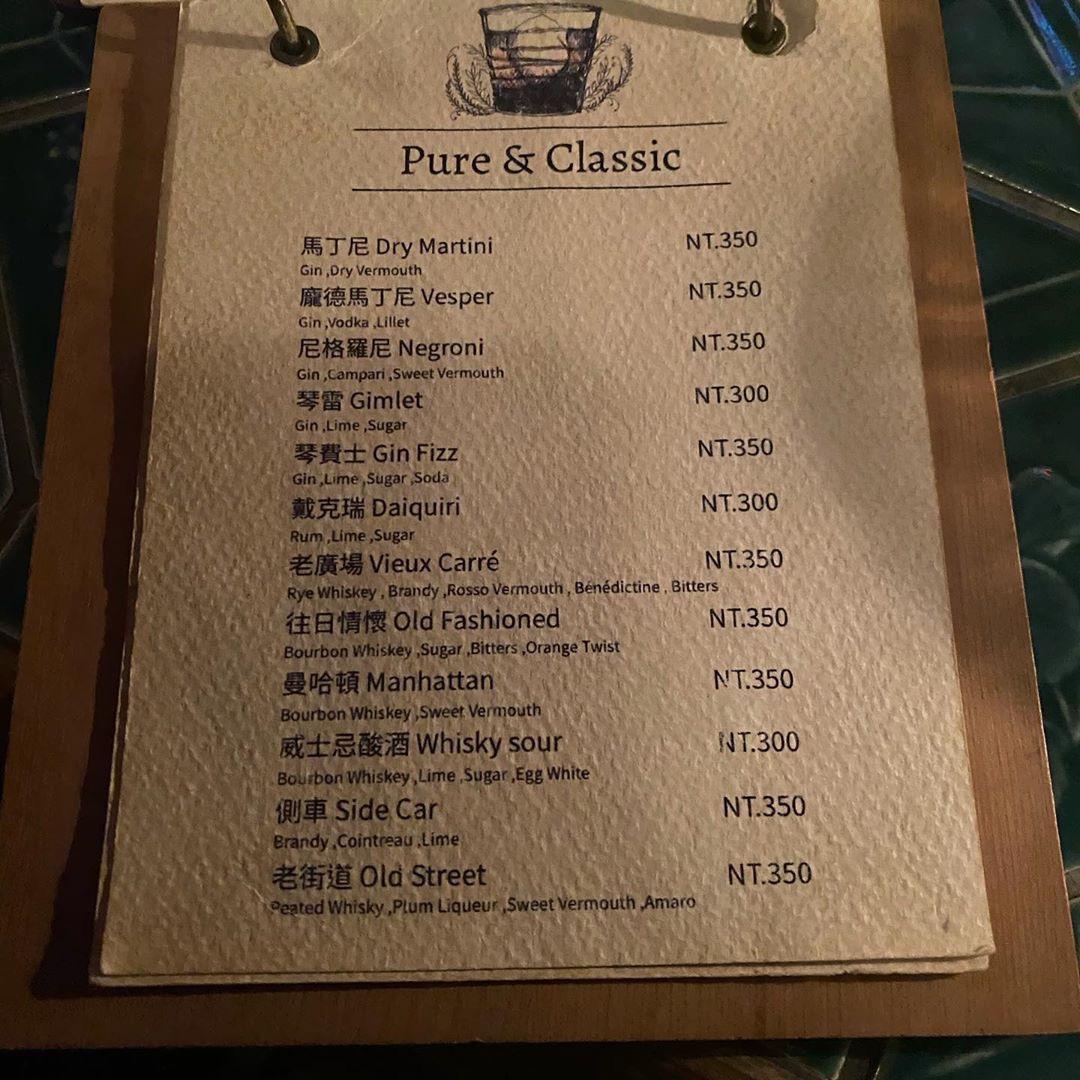 Pure & Classic
馬丁尼 Dry Martini NT.350
Gin ,Dry Vermouth
龐德馬丁尼 Vesper NT.350
Gin ,Vodka ,Lillet
尼格羅尼 Negroni NT.350
Gin ,Campari ,Sweet Vermouth
琴雷 Gimlet NT.300
Gin ,Lime ,Sugar
琴費士 Gin Fizz NT.350
Gin ,Lime ,Sugar ,Soda
戴克瑞 Daiquiri NT.300
Rum ,Lime ,Sugar
老廣場 Vieux Carré NT.350
Rye Whiskey , Brandy ,Rosso Vermouth , Bénédictine , Bitters
往日情懷 Old Fashioned NT.350
Bourbon Whiskey ,Sugar ,Bitters ,Orange Twist
曼哈頓 Manhattan NT.350
Bourbon Whiskey ,Sweet Vermouth
威士忌酸酒 Whisky sour NT.300
Bourbon Whiskey ,Lime ,Sugar ,Egg White
側車 Side Car NT.350
Brandy ,Cointreau ,Lime
老街道 Old Street NT.350
Peated Whisky ,Plum Liqueur ,Sweet Vermouth ,Amaro